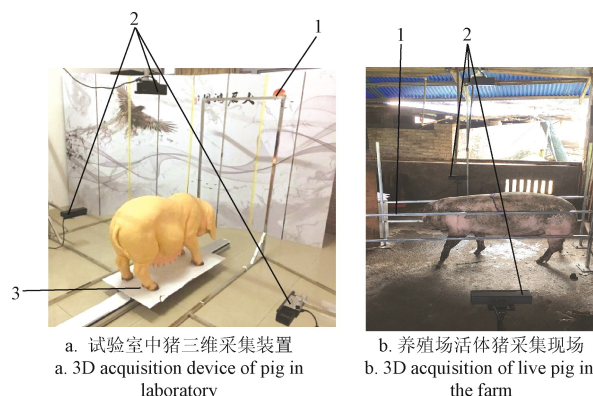 2
1
1
2
3
a. 试验室中猪三维采集装置
a. 3D acquisition device of pig in
laboratory
b. 养殖场活体猪采集现场
b. 3D acquisition of live pig in
the farm